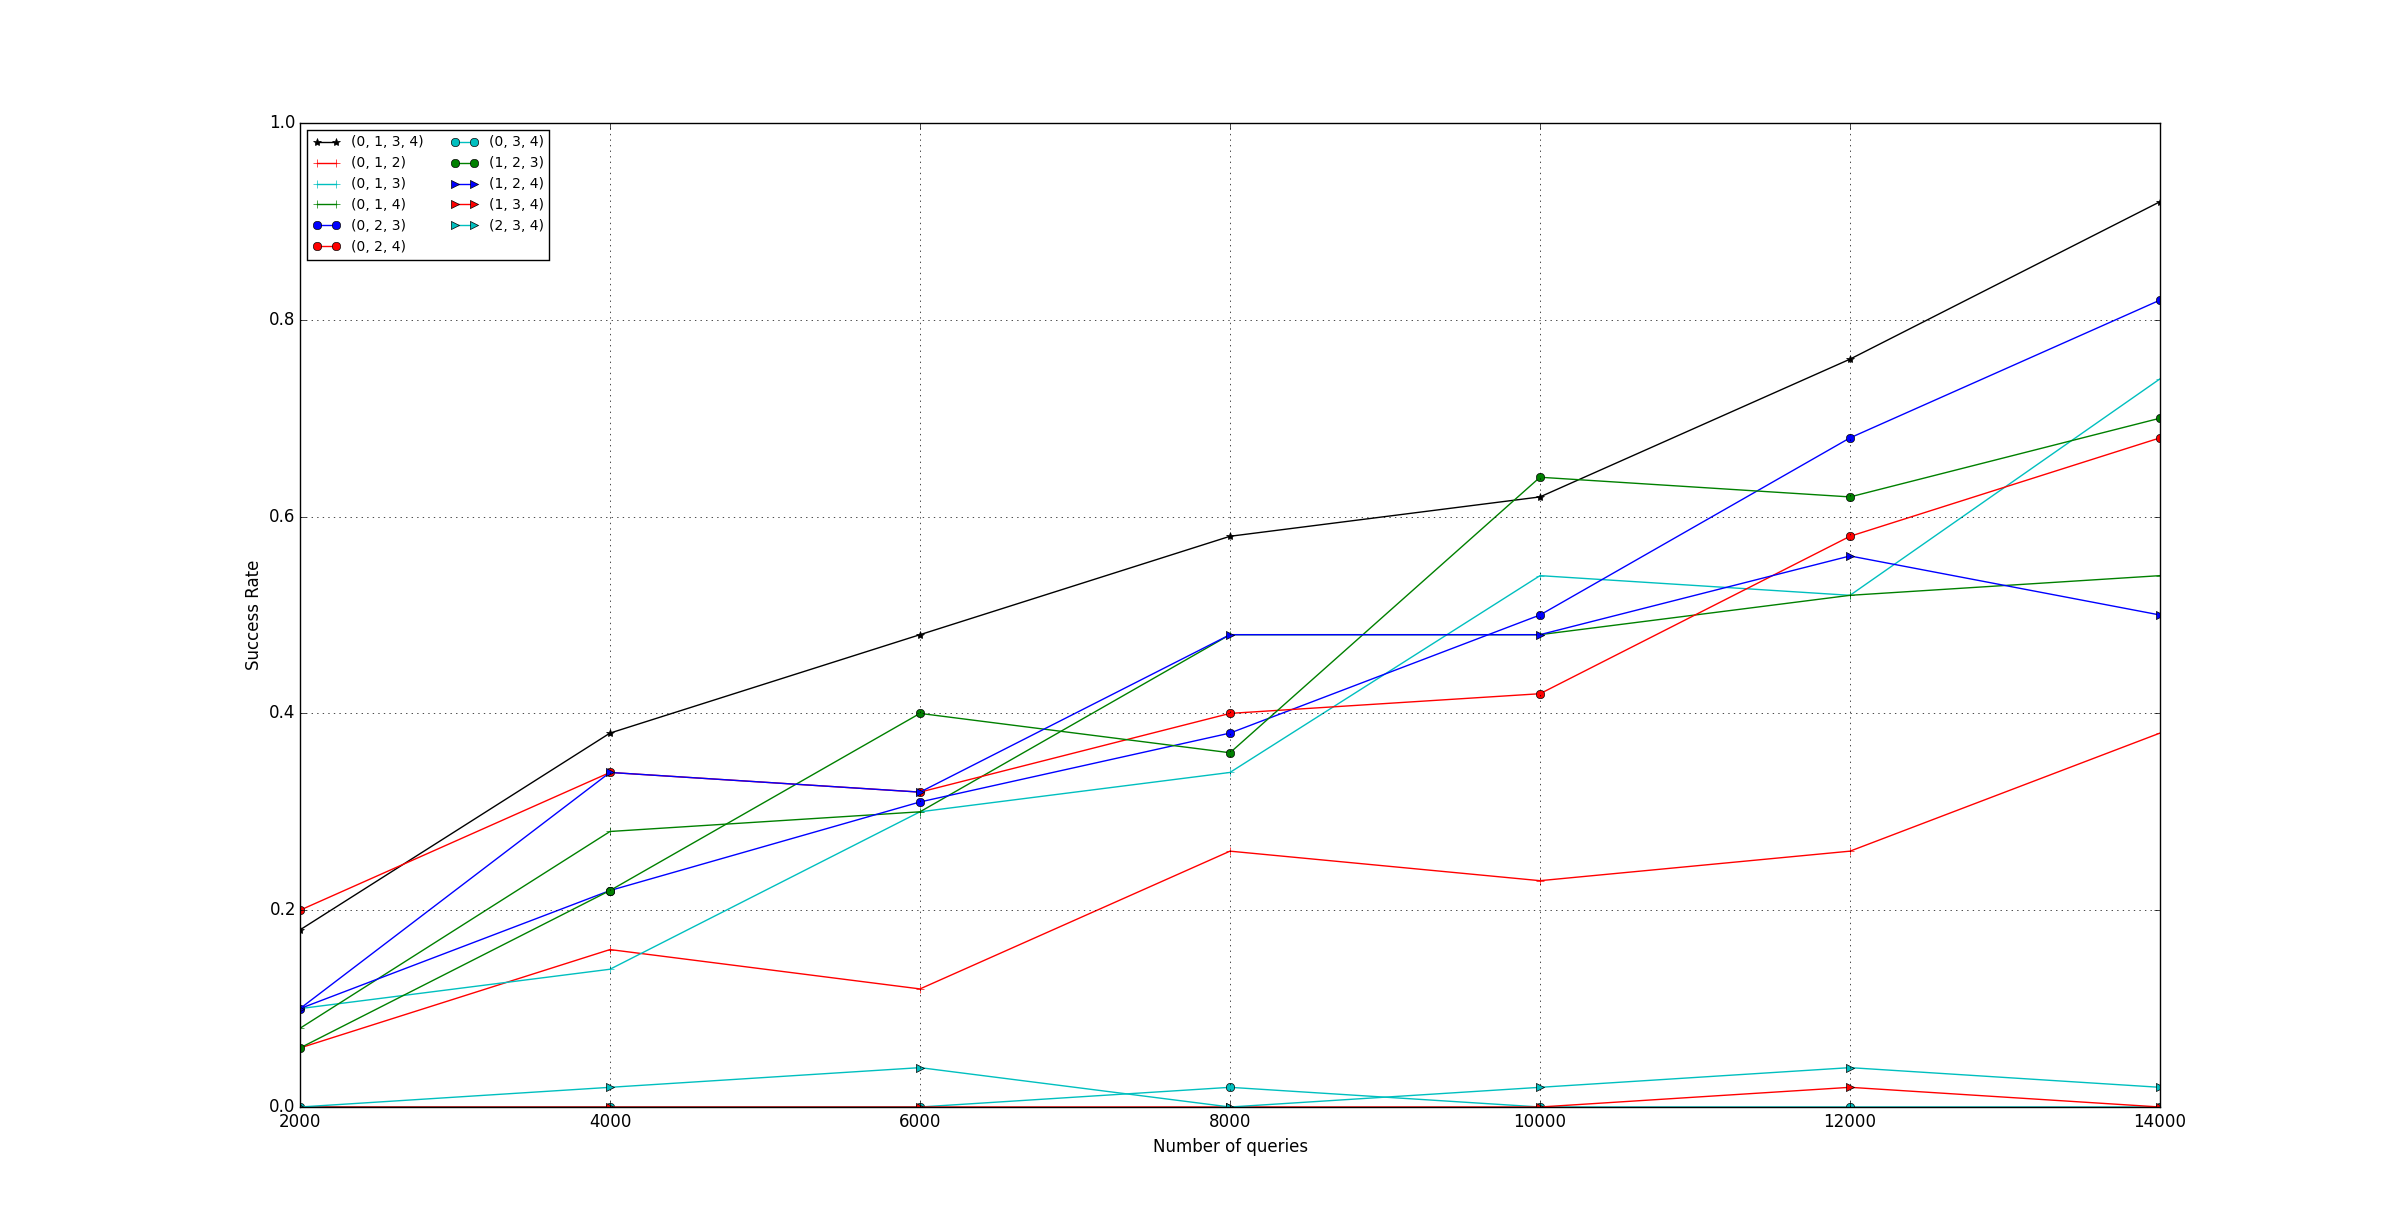 1.0
(0, 1, 3, 4)
(0, 1, 2)
(0, 1, 3)
(0, 1, 4)
(0, 2, 3)
(0, 2, 4)
(0, 3, 4)
(1, 2, 3)
(1, 2, 4)
(1, 3, 4)
(2, 3, 4)
0.8
0.6
Success Rate
0.4
0.2
0.0
2000 4000 6000 8000 10000 12000 14000
Number of queries